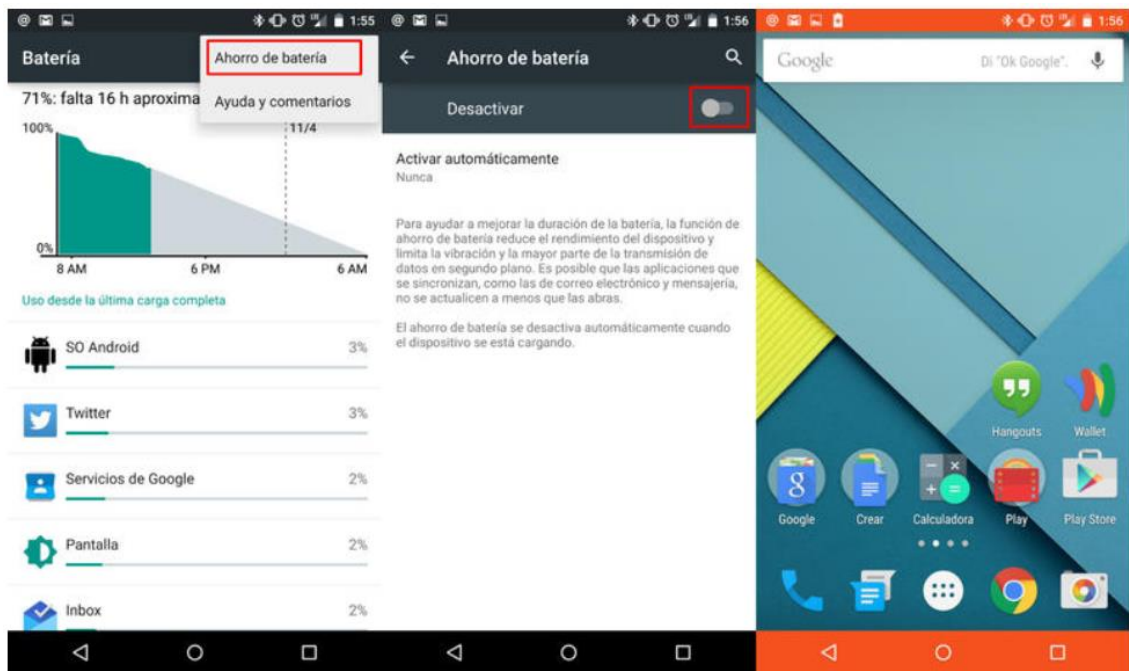 1:55
Batería
Ahorro de batería
Ayuda y comentarios
71%: falta 16 h aproxima
100%
11/4
0%
8 AM
6 PM
6 AM
Uso desde la última carga completa
SO Android
3%
Twitter
3%
Servicios de Google
2%
Pantalla
2%
Inbox
2%
1:56
Ahorro de batería
Desactivar
Activar automáticamente
Nunca
Para ayudar a mejorar la duración de la batería, la función de
ahorro de batería reduce el rendimiento del dispositivo y
limita la vibración y la mayor parte de la transmisión de
datos en segundo plano. Es posible que las aplicaciones que
se sincronizan, como las de correo electrónico y mensajería,
no se actualicen a menos que las abras.
El ahorro de batería se desactiva automáticamente cuando
el dispositivo se está cargando.
1:56
Google
Di "Ok Google".
Hangouts
Wallet
Google
Crear
Calculadora
Play
Play Store